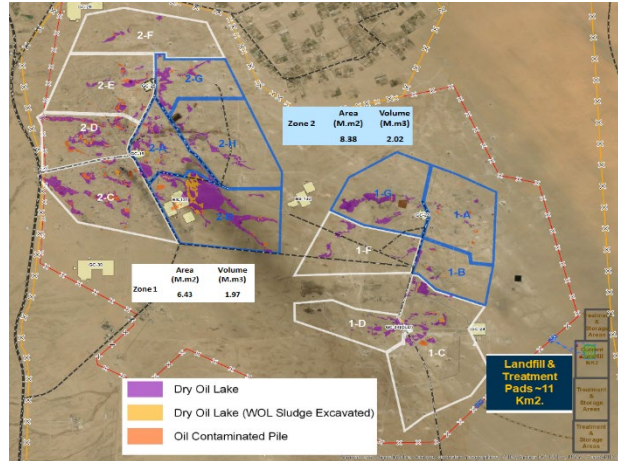 2-F
2-E
2-G
2-D
2-A
2-H
2-C
Zone 2
Area
(M.m2)
Volume
(M.m3)
8.38
2.02
1-G
1-A
1-F
1-B
Zone 1
Area
(M.m2)
Volume
(M.m3)
6.43
1.97
1-D
1-C
Dry Oil Lake
Dry Oil Lake (WOL Sludge Excavated)
Oil Contaminated Pile
Landfill &
Treatment
Pads ~11
Km2.
& Storage
Areas
Treatment
& Storage
Areas
Treatment
& Storage
Areas